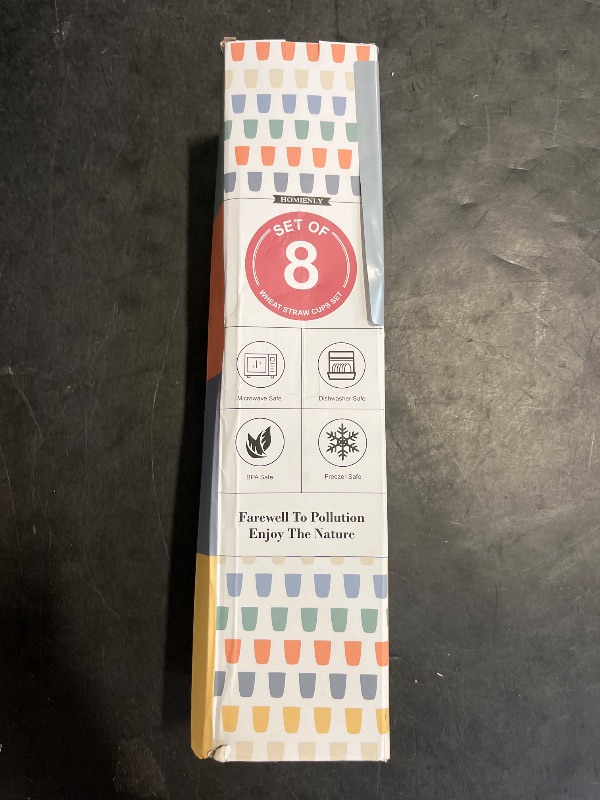 HOMIENLY
SET OF
8
WHEAT STRAW CUPS SET
Microwave Safe
Dishwasher Safe
BPA Safe
Freezer Safe
Farewell To Pollution
Enjoy The Nature